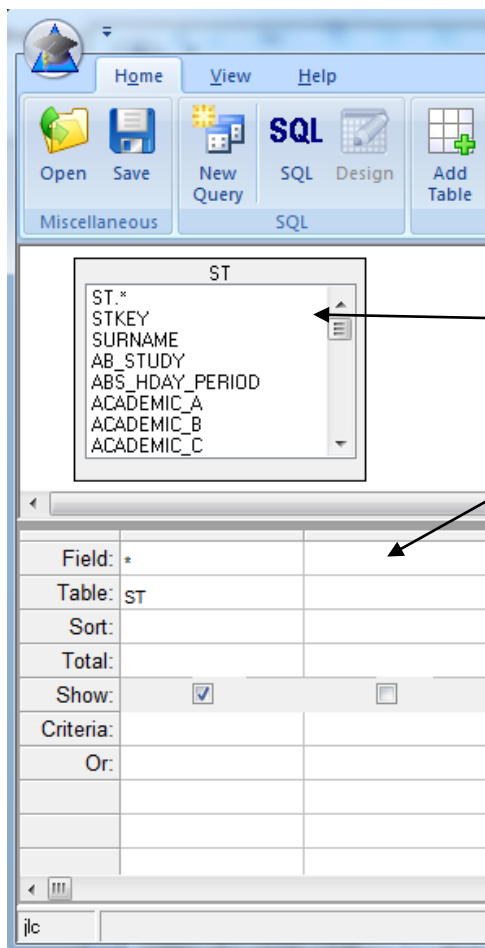 Home View Help
Open Save New Query SQL Design Add Table
Miscellaneous SQL
ST
ST.*
STKEY
SURNAME
AB_STUDY
ABS_HDAY_PERIOD
ACADEMIC_A
ACADEMIC_B
ACADEMIC_C
Field: *
Table: ST
Sort:
Total:
Show:
Criteria:
Or:
jlc